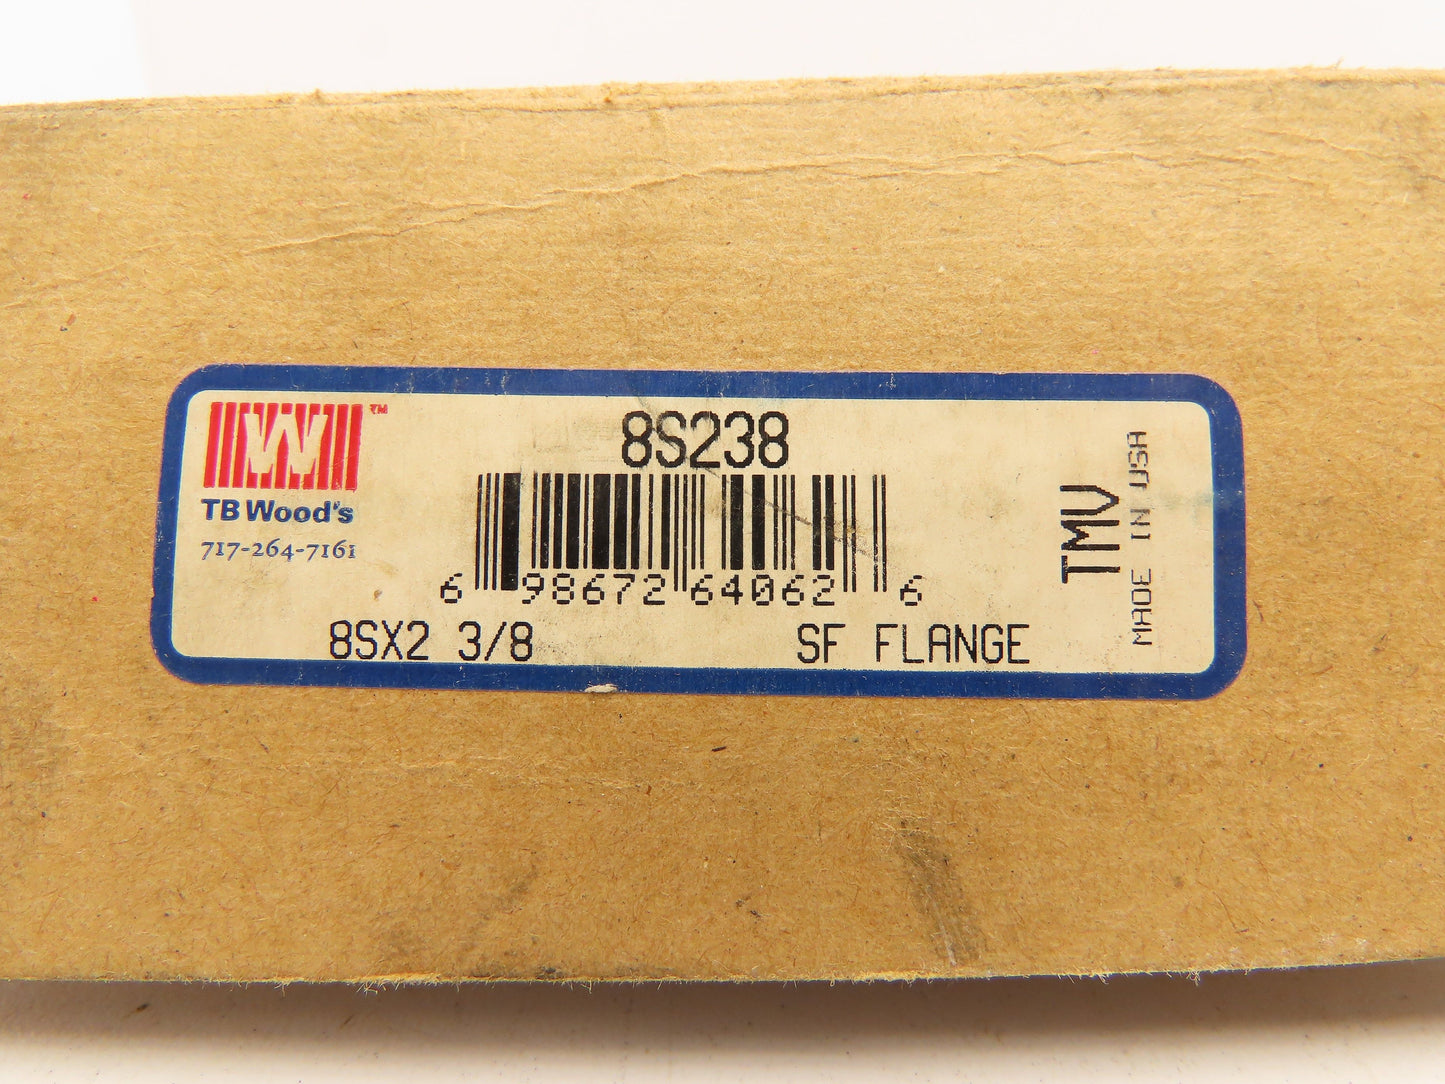 8S238
TM
TB Wood's
717-264-7161
6 98672 64062 6
8SX2 3/8 SF FLANGE
TMV
MADE IN USA